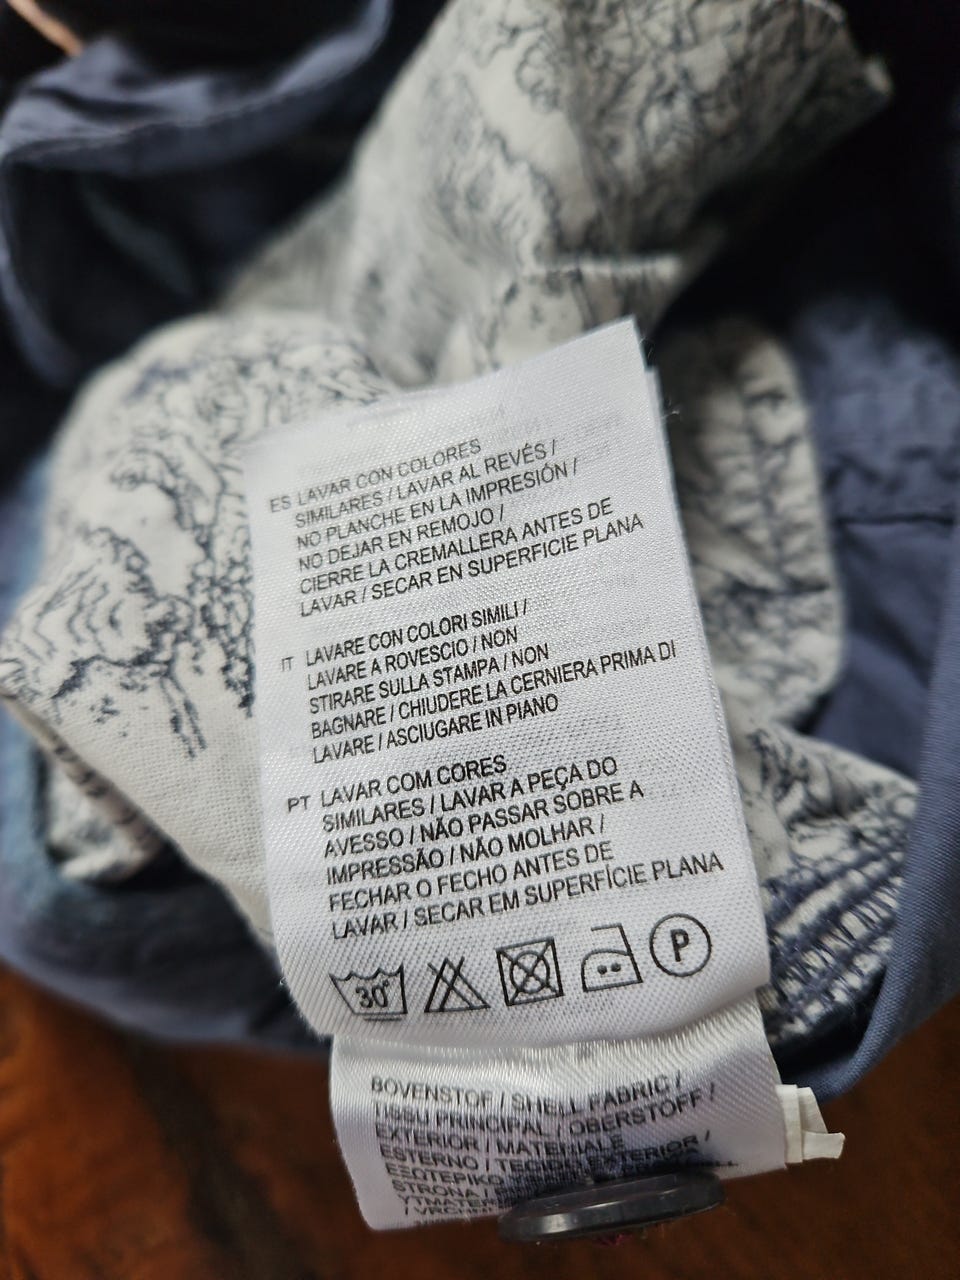 ES LAVAR CON COLORES
SIMILARES / LAVAR AL REVÉS /
NO PLANCHE EN LA IMPRESIÓN /
NO DEJAR EN REMOJO /
CIERRE LA CREMALLERA ANTES DE
LAVAR / SECAR EN SUPERFICIE PLANA
IT LAVARE CON COLORI SIMILI /
LAVARE A ROVESCIO / NON
STIRARE SULLA STAMPA / NON
BAGNARE / CHIUDERE LA CERNIERA PRIMA DI
LAVARE / ASCIUGARE IN PIANO
PT LAVAR COM CORES
SIMILARES / LAVAR A PEÇA DO
AVESSO / NÃO PASSAR SOBRE A
IMPRESSÃO / NÃO MOLHAR /
FECHAR O FECHO ANTES DE
LAVAR / SECAR EM SUPERFÍCIE PLANA
30° P
BOVENSTOF / SHELL FABRIC /
TISSU PRINCIPAL / OBERSTOFF /
EXTERIOR / MATERIALE
ESTERNO / TECIDO EXTERIOR /
STRONA /